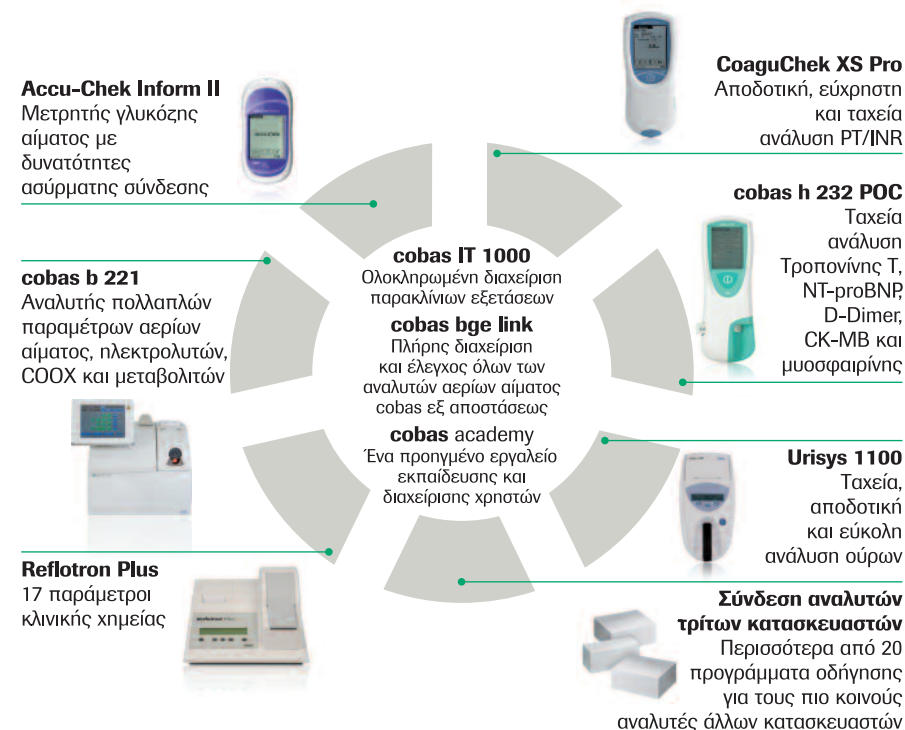 Accu-Chek Inform II
Μετρητής γλυκόζης
αίματος με
δυνατότητες
ασύρματης σύνδεσης
CoaguChek XS Pro
Αποδοτική, εύχρηστη
και ταχεία
ανάλυση PT/INR
cobas h 232 POC
Ταχεία
ανάλυση
Τροπονίνης Τ,
NT-proBNP,
D-Dimer,
CK-MB και
μυοσφαιρίνης
cobas b 221
Αναλυτής πολλαπλών
παραμέτρων αερίων
αίματος, ηλεκτρολυτών,
COOX και μεταβολιτών
cobas IT 1000
Ολοκληρωμένη διαχείριση
παρακλίνιων εξετάσεων
cobas bge link
Πλήρης διαχείριση
και έλεγχος όλων των
αναλυτών αερίων αίματος
cobas εξ αποστάσεως
cobas academy
Ένα προηγμένο εργαλείο
εκπαίδευσης και
διαχείρισης χρηστών
Urisys 1100
Ταχεία,
αποδοτική
και εύκολη
ανάλυση ούρων
Reflotron Plus
17 παράμετροι
κλινικής χημείας
Σύνδεση αναλυτών
τρίτων κατασκευαστών
Περισσότερα από 20
προγράμματα οδήγησης
για τους πιο κοινούς
αναλυτές άλλων κατασκευαστών